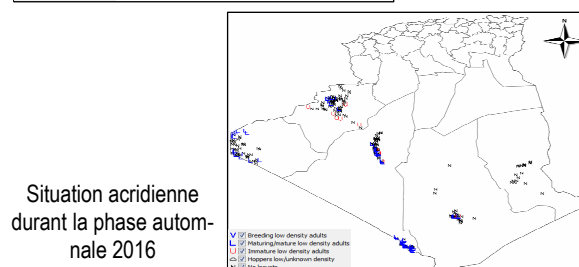 Situation acridienne
durant la phase autom-
nale 2016
V Breeding low density adults
L Maturing/mature low density adults
U Immature low density adults
Hoppers low/unknown density
N No locusts